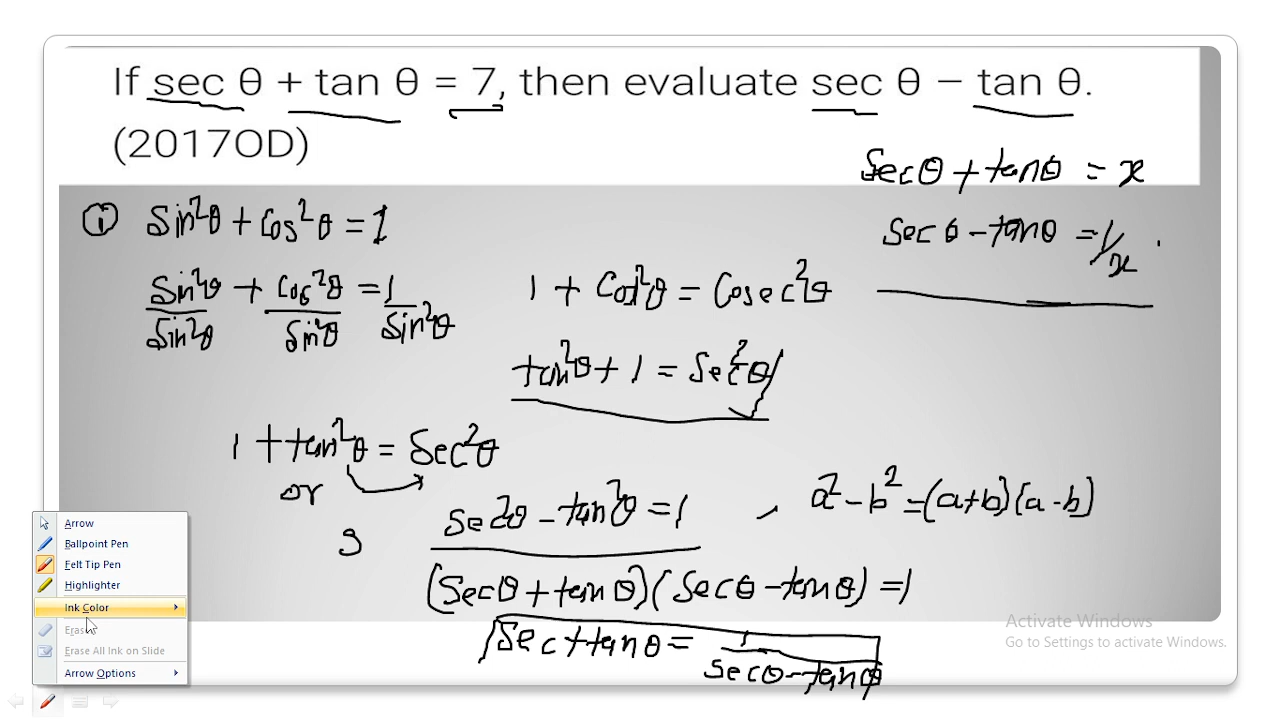 If sec θ + tan θ = 7, then evaluate sec θ − tan θ.
(2017OD)
secθ + tanθ = x
secθ − tanθ = 1/x
(i) sin²θ + cos²θ = 1
sin²θ/sin²θ + cos²θ/sin²θ = 1/sin²θ
1 + cot²θ = cosec²θ
tan²θ + 1 = sec²θ
1 + tan²θ = sec²θ
or
sec²θ − tan²θ = 1 , a² − b² = (a+b)(a−b)
(secθ + tanθ)(secθ − tanθ) = 1
sec + tanθ = 1/secθ − tanθ
Arrow
Ballpoint Pen
Felt Tip Pen
Highlighter
Ink Color
Eras
Erase All Ink on Slide
Arrow Options
Activate Windows
Go to Settings to activate Windows.